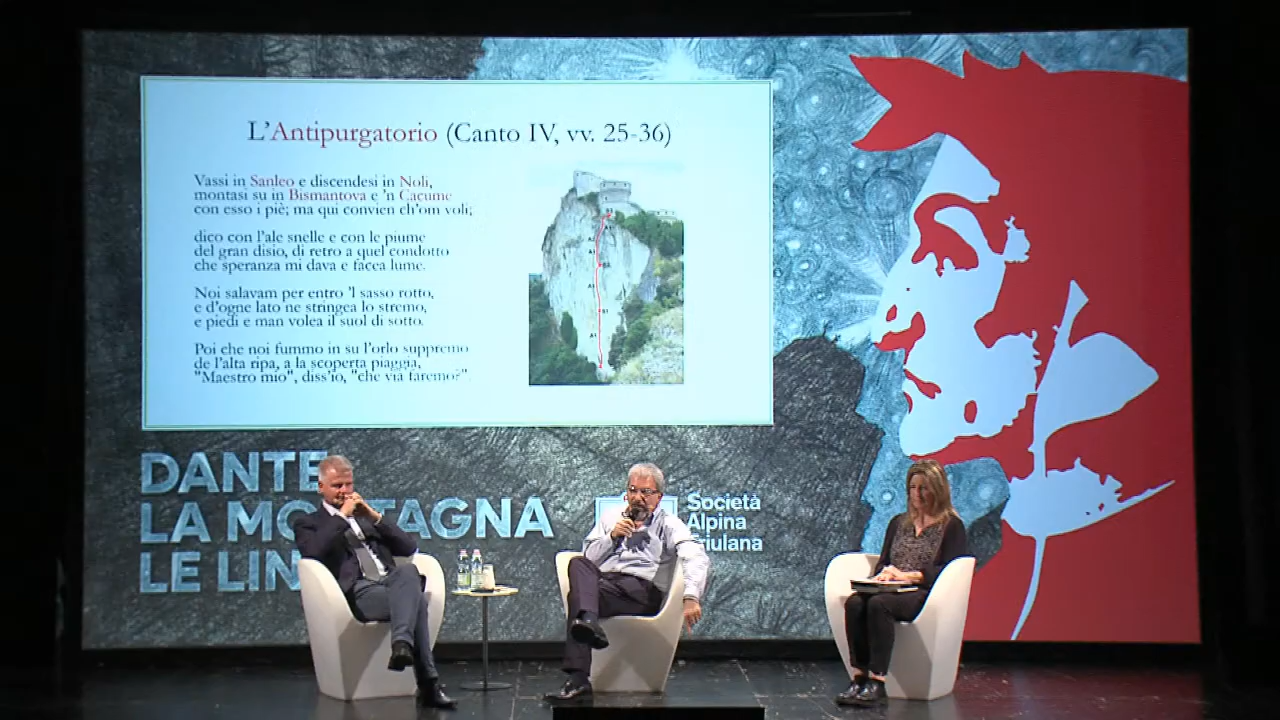 L'Antipurgatorio (Canto IV, vv. 25-36)
Vassi in Sanleo e discendesi in Noli,
montasi su in Bismantova e 'n Cacume
con esso i piè; ma qui convien ch'om voli;
dico con l'ale snelle e con le piume
del gran disio, di retro a quel condotto
che speranza mi dava e facea lume.
Noi salavam per entro 'l sasso rotto,
e d'ogne lato ne stringea lo stremo,
e piedi e man volea il suol di sotto.
Poi che noi fummo in su l'orlo suppremo
de l'alta ripa, a la scoperta piaggia,
"Maestro mio", diss'io, "che via faremo?"
DANTE
LA MO TAGNA
LE LIN
Società
Alpina
Friulana